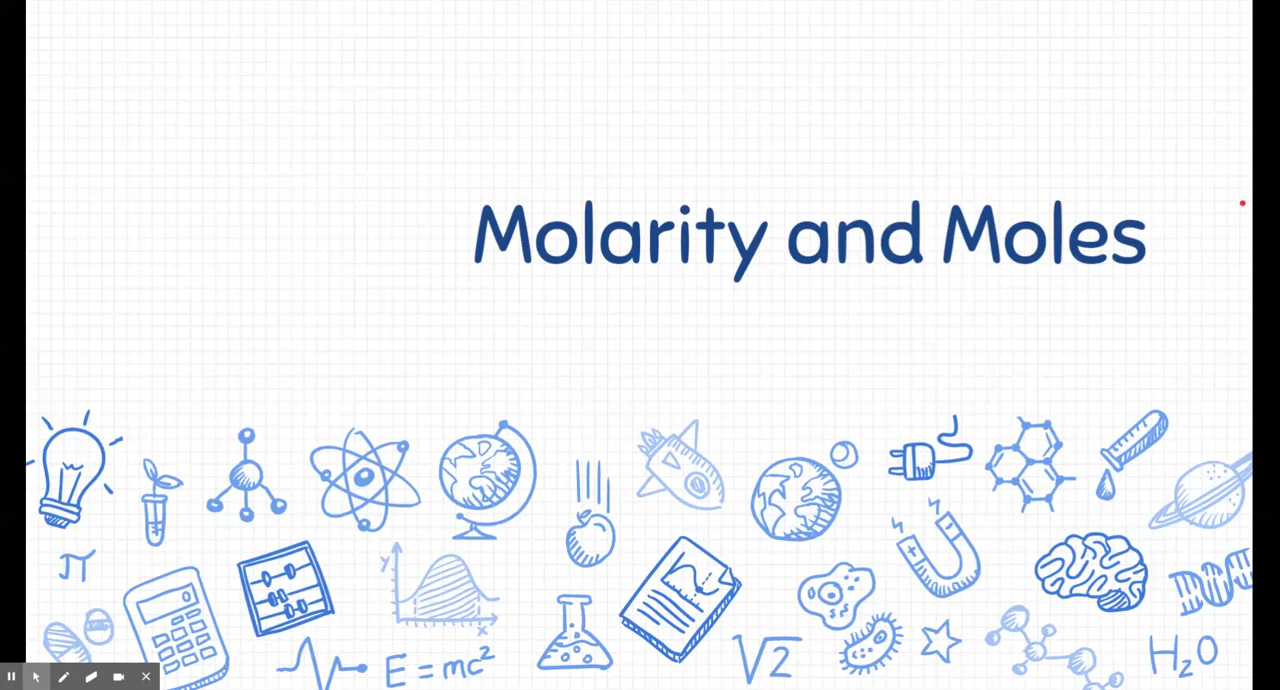 Molarity and Moles
π
y
x
E = mc²
√2
H₂O